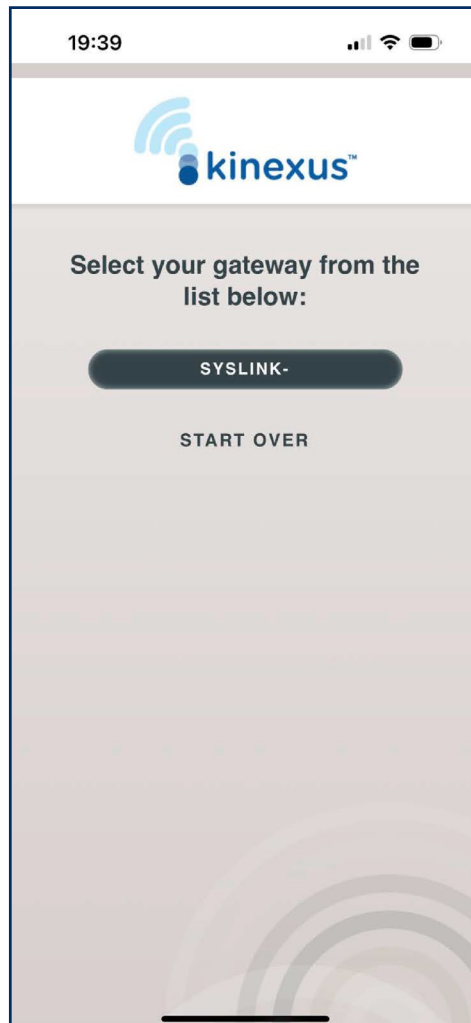 19:39
kinexus™
Select your gateway from the
list below:
SYSLINK-
START OVER